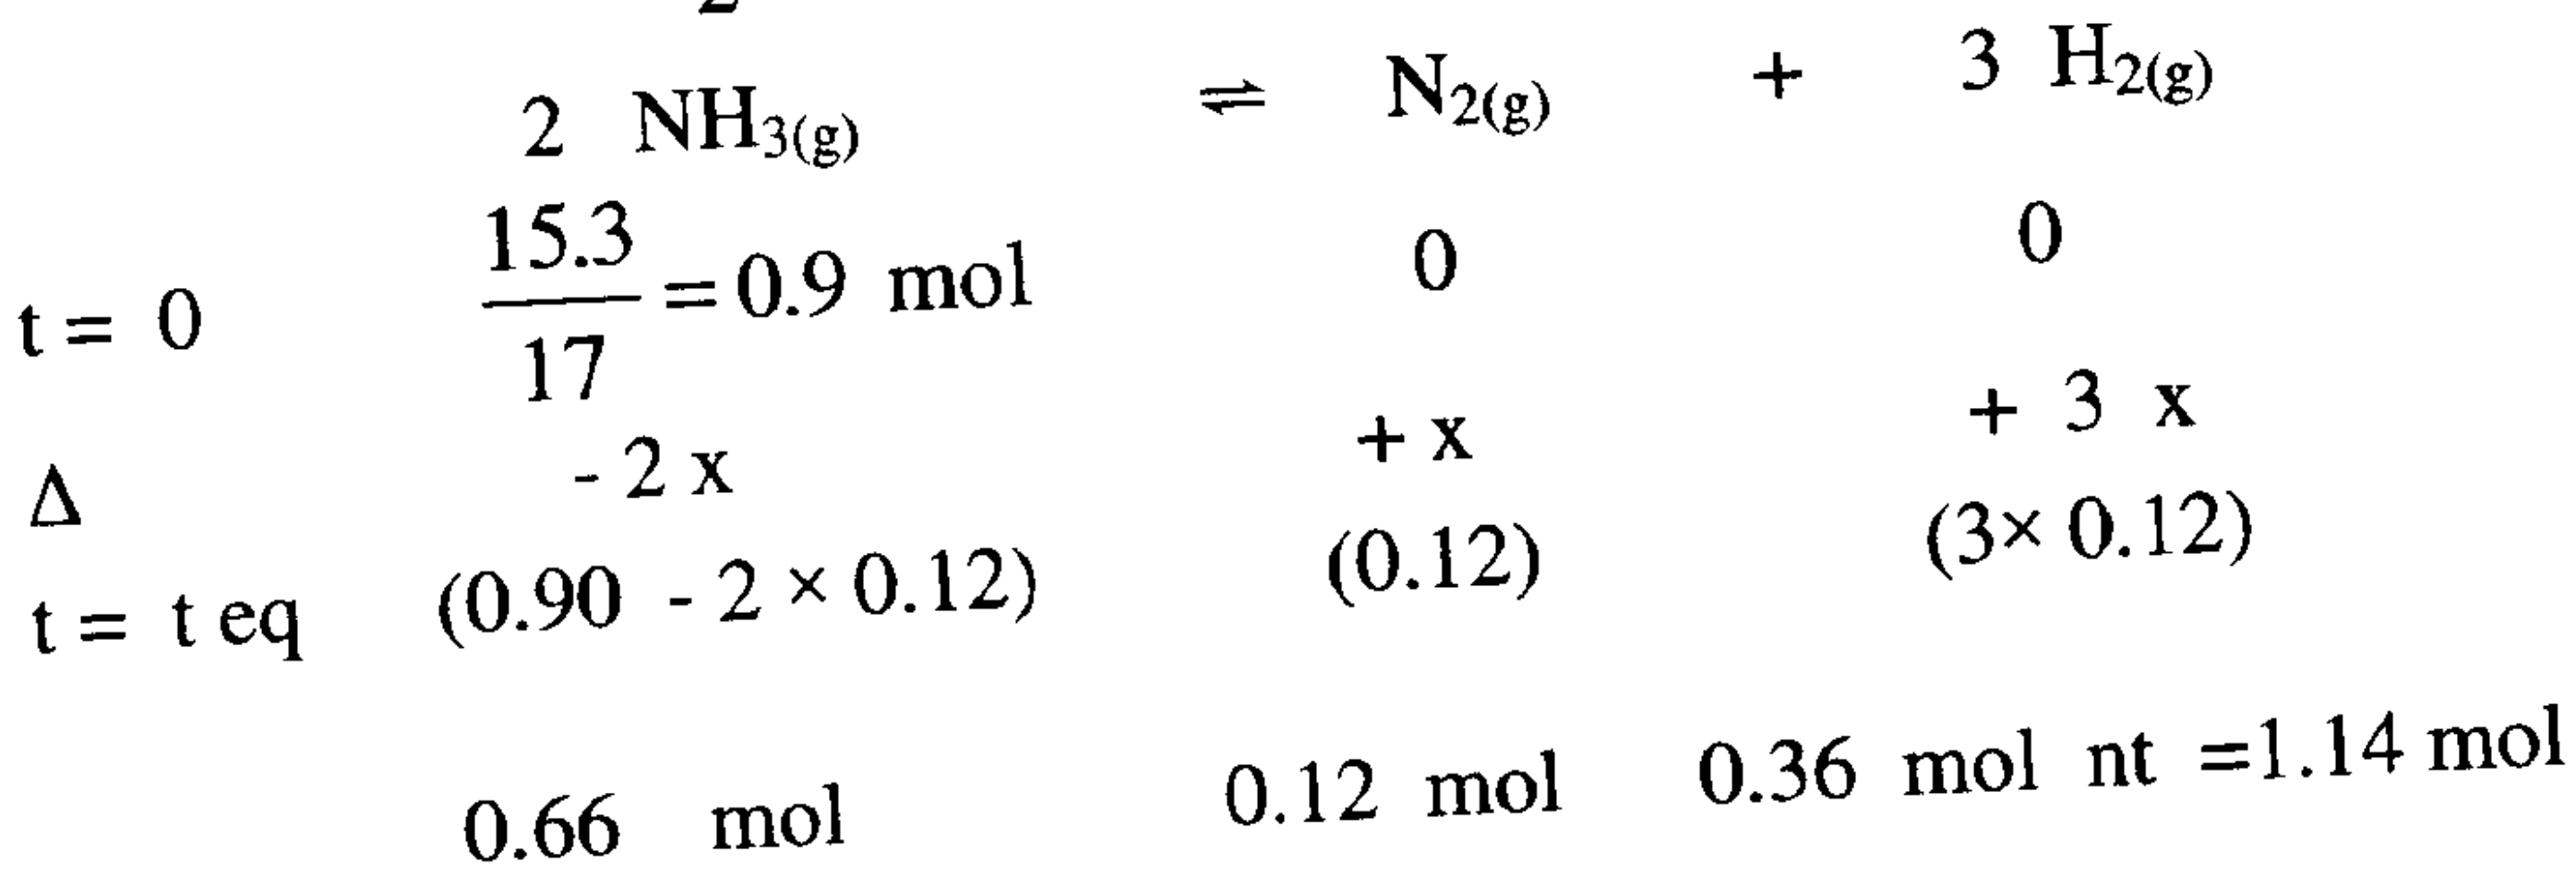 2 NH3(g) ⇌ N2(g) + 3 H2(g)
t = 0 15.3/17 = 0.9 mol 0 0
Δ - 2 x + x + 3 x
t = t eq (0.90 - 2 × 0.12) (0.12) (3× 0.12)
0.66 mol 0.12 mol 0.36 mol nt =1.14 mol